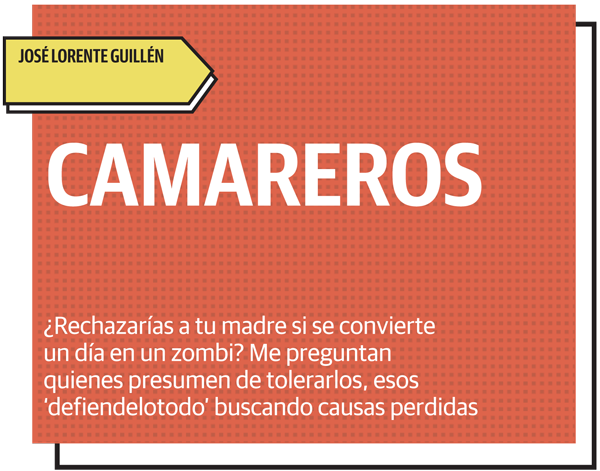 JOSÉ LORENTE GUILLÉN
CAMAREROS
¿Rechazarías a tu madre si se convierte
un día en un zombi? Me preguntan
quienes presumen de tolerarlos, esos
‘defiendelotodo’ buscando causas perdidas